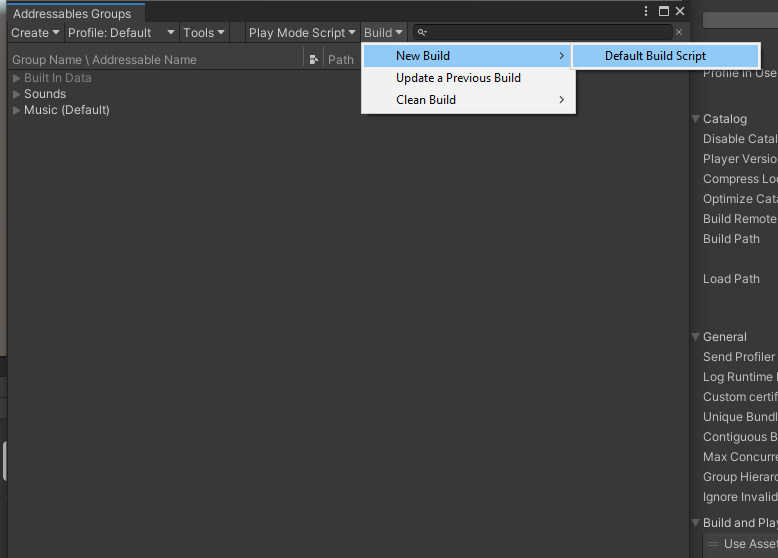 Addressables Groups
Create Profile: Default Tools Play Mode Script Build
New Build Default Build Script
Update a Previous Build
Clean Build
Group Name \ Addressable Name Path
Built In Data
Sounds
Music (Default)
Profile In Use
Catalog
Disable Catal
Player Versio
Compress Loc
Optimize Cata
Build Remote
Build Path
Load Path
General
Send Profiler
Log Runtime
Custom certif
Unique Bundl
Contiguous B
Max Concurre
Group Hierarc
Ignore Invalid
Build and Play
Use Asset